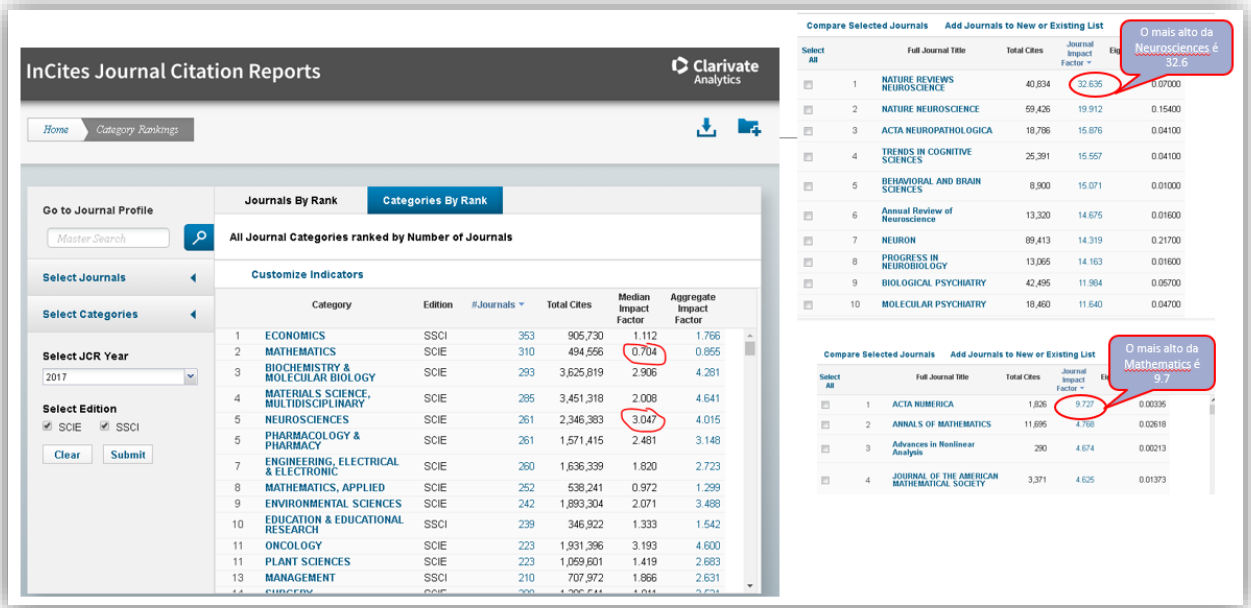 InCites Journal Citation Reports
Clarivate
Analytics
Home Category Rankings
Go to Journal Profile
Master Search
Select Journals
Select Categories
Select JCR Year
2017
Select Edition
SCIE SSCI
Clear Submit
Journals By Rank Categories By Rank
All Journal Categories ranked by Number of Journals
Customize Indicators
Category Edition #Journals Total Cites Median Impact Factor Aggregate Impact Factor
1 ECONOMICS SSCI 353 905,730 1.112 1.766
2 MATHEMATICS SCIE 310 494,556 0.704 0.855
3 BIOCHEMISTRY & MOLECULAR BIOLOGY SCIE 293 3,625,819 2.906 4.281
4 MATERIALS SCIENCE, MULTIDISCIPLINARY SCIE 285 3,451,318 2.008 4.641
5 NEUROSCIENCES SCIE 261 2,346,383 3.047 4.015
5 PHARMACOLOGY & PHARMACY SCIE 261 1,571,415 2.481 3.148
7 ENGINEERING, ELECTRICAL & ELECTRONIC SCIE 260 1,636,339 1.820 2.723
8 MATHEMATICS, APPLIED SCIE 252 538,241 0.972 1.299
9 ENVIRONMENTAL SCIENCES SCIE 242 1,893,304 2.071 3.488
10 EDUCATION & EDUCATIONAL RESEARCH SSCI 239 346,922 1.333 1.542
11 ONCOLOGY SCIE 223 1,931,396 3.193 4.600
11 PLANT SCIENCES SCIE 223 1,059,601 1.419 2.683
13 MANAGEMENT SSCI 210 707,972 1.866 2.631
Compare Selected Journals Add Journals to New or Existing List
Select All Full Journal Title Total Cites Journal Impact Factor
O mais alto da
Neurosciences é
32.6
1 NATURE REVIEWS NEUROSCIENCE 40,834 32.635 0.07000
2 NATURE NEUROSCIENCE 59,426 19.912 0.15400
3 ACTA NEUROPATHOLOGICA 18,786 15.876 0.04100
4 TRENDS IN COGNITIVE SCIENCES 25,391 15.557 0.04100
5 BEHAVIORAL AND BRAIN SCIENCES 8,900 15.071 0.01000
6 Annual Review of Neuroscience 13,320 14.675 0.01600
7 NEURON 89,413 14.319 0.21700
8 PROGRESS IN NEUROBIOLOGY 13,065 14.163 0.01600
9 BIOLOGICAL PSYCHIATRY 42,495 11.984 0.05700
10 MOLECULAR PSYCHIATRY 18,460 11.640 0.04700
Compare Selected Journals Add Journals to New or Existing List
Select All Full Journal Title Total Cites Journal Impact Factor
O mais alto da
Mathematics é
9.7
1 ACTA NUMERICA 1,826 9.727 0.00335
2 ANNALS OF MATHEMATICS 11,695 4.768 0.02618
3 Advances in Nonlinear Analysis 290 4.674 0.00213
4 JOURNAL OF THE AMERICAN MATHEMATICAL SOCIETY 3,371 4.625 0.01373